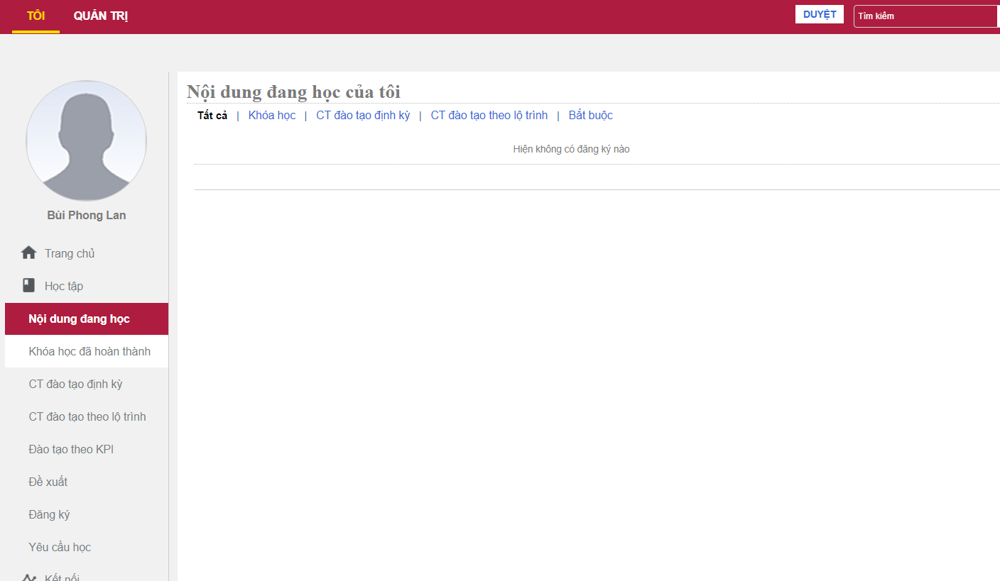 TÔI QUẢN TRỊ DUYỆT Tìm kiếm
Nội dung đang học của tôi
Tất cả | Khóa học | CT đào tạo định kỳ | CT đào tạo theo lộ trình | Bắt buộc
Hiện không có đăng ký nào
Bùi Phong Lan
Trang chủ
Học tập
Nội dung đang học
Khóa học đã hoàn thành
CT đào tạo định kỳ
CT đào tạo theo lộ trình
Đào tạo theo KPI
Đề xuất
Đăng ký
Yêu cầu học
Kết nối